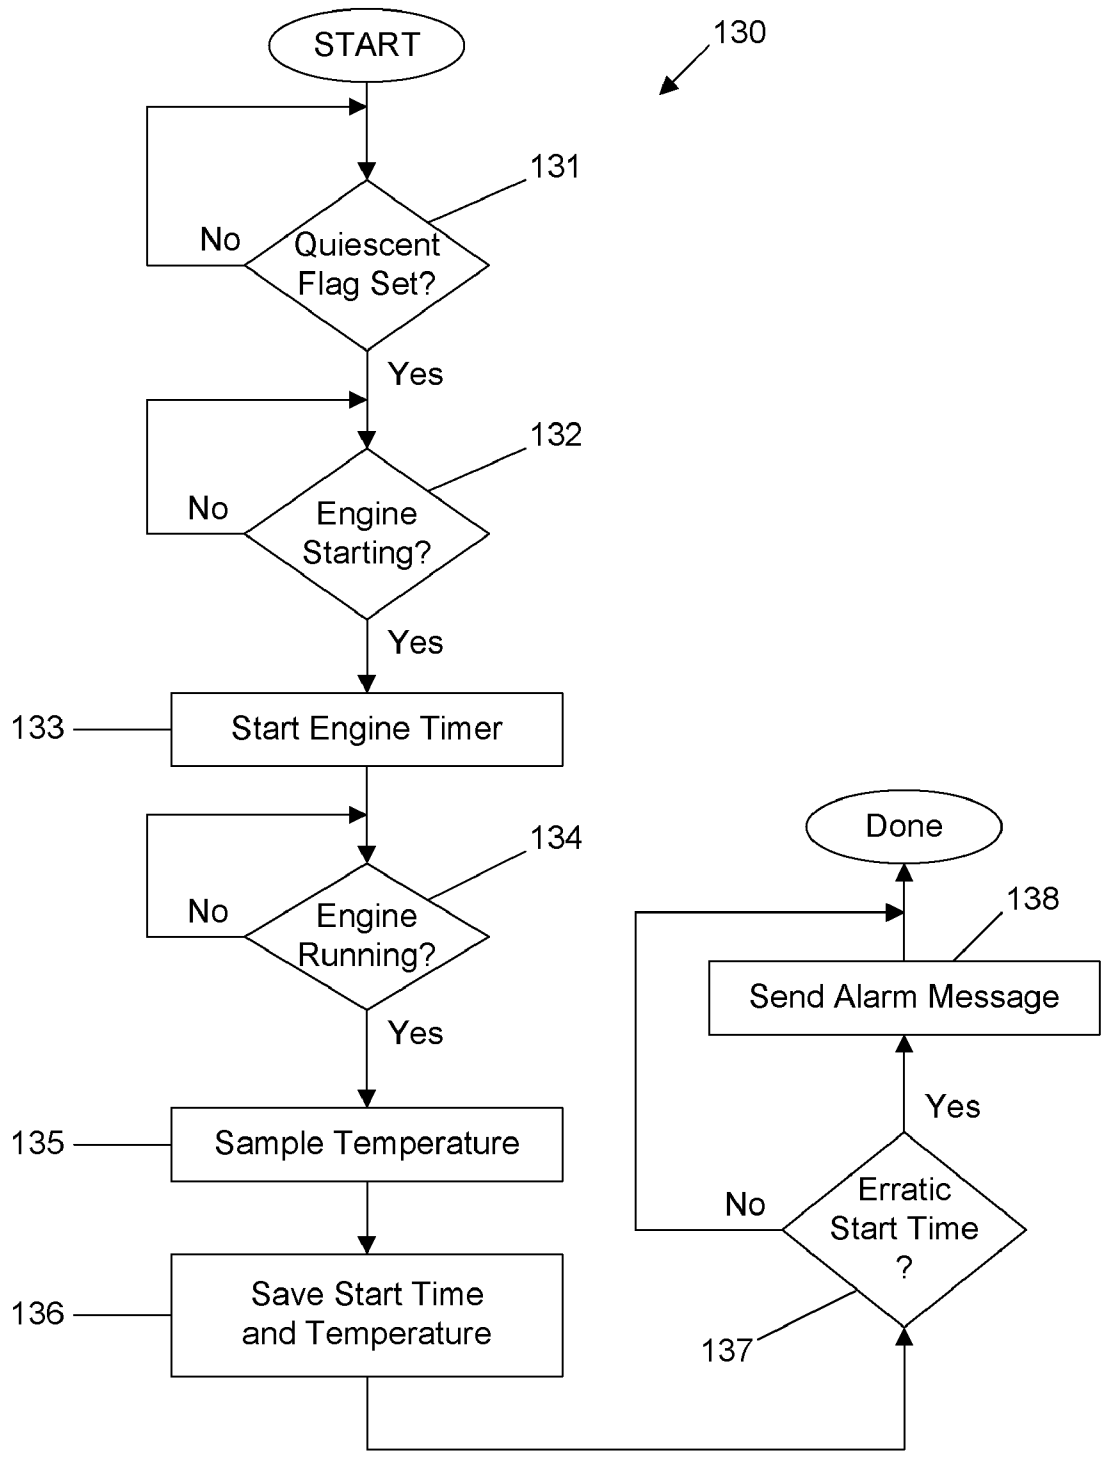 START
130
131
No
Quiescent
Flag Set?
Yes
132
No
Engine
Starting?
Yes
133
Start Engine Timer
134
No
Engine
Running?
Yes
135
Sample Temperature
136
Save Start Time
and Temperature
Done
138
Send Alarm Message
Yes
No
Erratic
Start Time
?
137